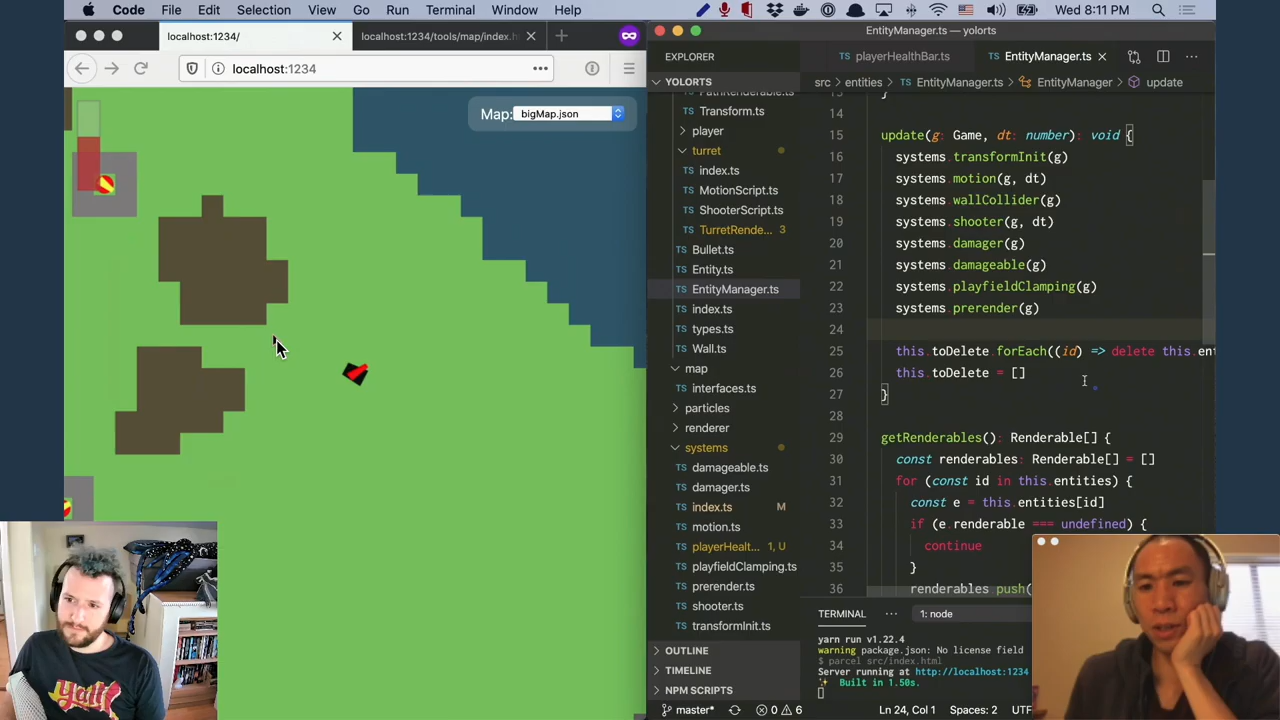 Code File Edit Selection View Go Run Terminal Window Help
Wed 8:11 PM
localhost:1234/
localhost:1234/tools/map/index.h
localhost:1234
Map: bigMap.json
EntityManager.ts — yolorts
EXPLORER
playerHealthBar.ts
EntityManager.ts
YOLORTS
src > entities > EntityManager.ts > EntityManager > update
PathRenderable.ts
Transform.ts
player
turret
index.ts
MotionScript.ts
ShooterScript.ts
TurretRende... 3
Bullet.ts
Entity.ts
EntityManager.ts
index.ts
types.ts
Wall.ts
map
interfaces.ts
particles
renderer
systems
damageable.ts
damager.ts
index.ts M
motion.ts
playerHealt... 1, U
playfieldClamping.ts
prerender.ts
shooter.ts
transformInit.ts
OUTLINE
TIMELINE
NPM SCRIPTS
13 }
14
15 update(g: Game, dt: number): void {
16 systems.transformInit(g)
17 systems.motion(g, dt)
18 systems.wallCollider(g)
19 systems.shooter(g, dt)
20 systems.damager(g)
21 systems.damageable(g)
22 systems.playfieldClamping(g)
23 systems.prerender(g)
24
25 this.toDelete.forEach((id) => delete this.ent
26 this.toDelete = []
27 }
28
29 getRenderables(): Renderable[] {
30 const renderables: Renderable[] = []
31 for (const id in this.entities) {
32 const e = this.entities[id]
33 if (e.renderable === undefined) {
34 continue
35 }
36 renderables.push(
TERMINAL ... 1: node
yarn run v1.22.4
warning package.json: No license field
$ parcel src/index.html
Server running at http://localhost:1234
Built in 1.50s.
master* 0 6 Ln 24, Col 1 Spaces: 2 UTF